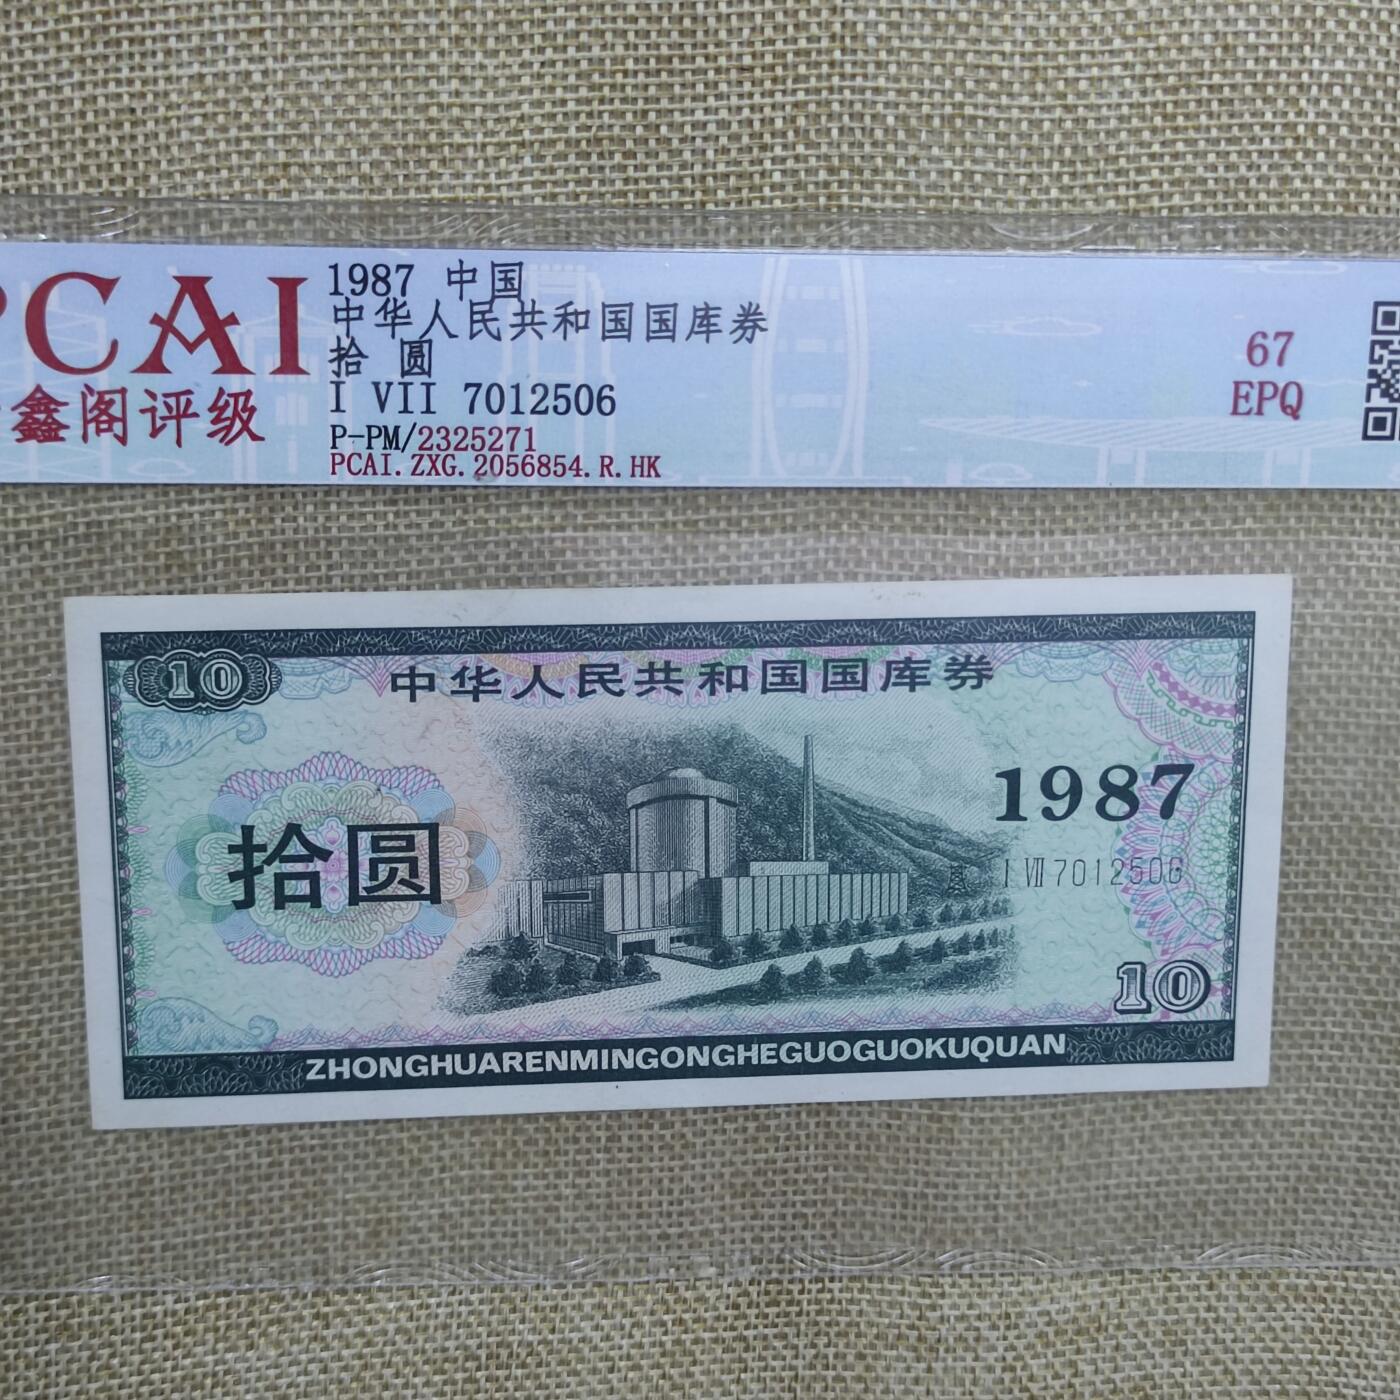 PCAI
鑫阁评级
1987 中国
中华人民共和国国库券
拾 圆
I VII 7012506
P-PM/2325271
PCAI.ZXG.2056854.R.HK
67
EPQ
10
中华人民共和国国库券
拾圆
1987
I VII 7012506
10
ZHONGHUARENMINGONGHEGUOGUOKUQUAN